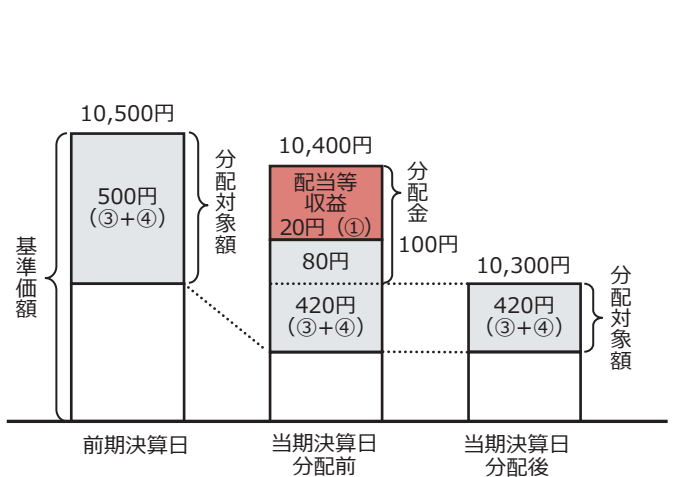 10,500円
500円
（③+④）
分配対象額
基準価額
前期決算日
10,400円
配当等
収益
20円（①）
80円
420円
（③+④）
分配金
100円
当期決算日
分配前
10,300円
420円
（③+④）
分配対象額
当期決算日
分配後